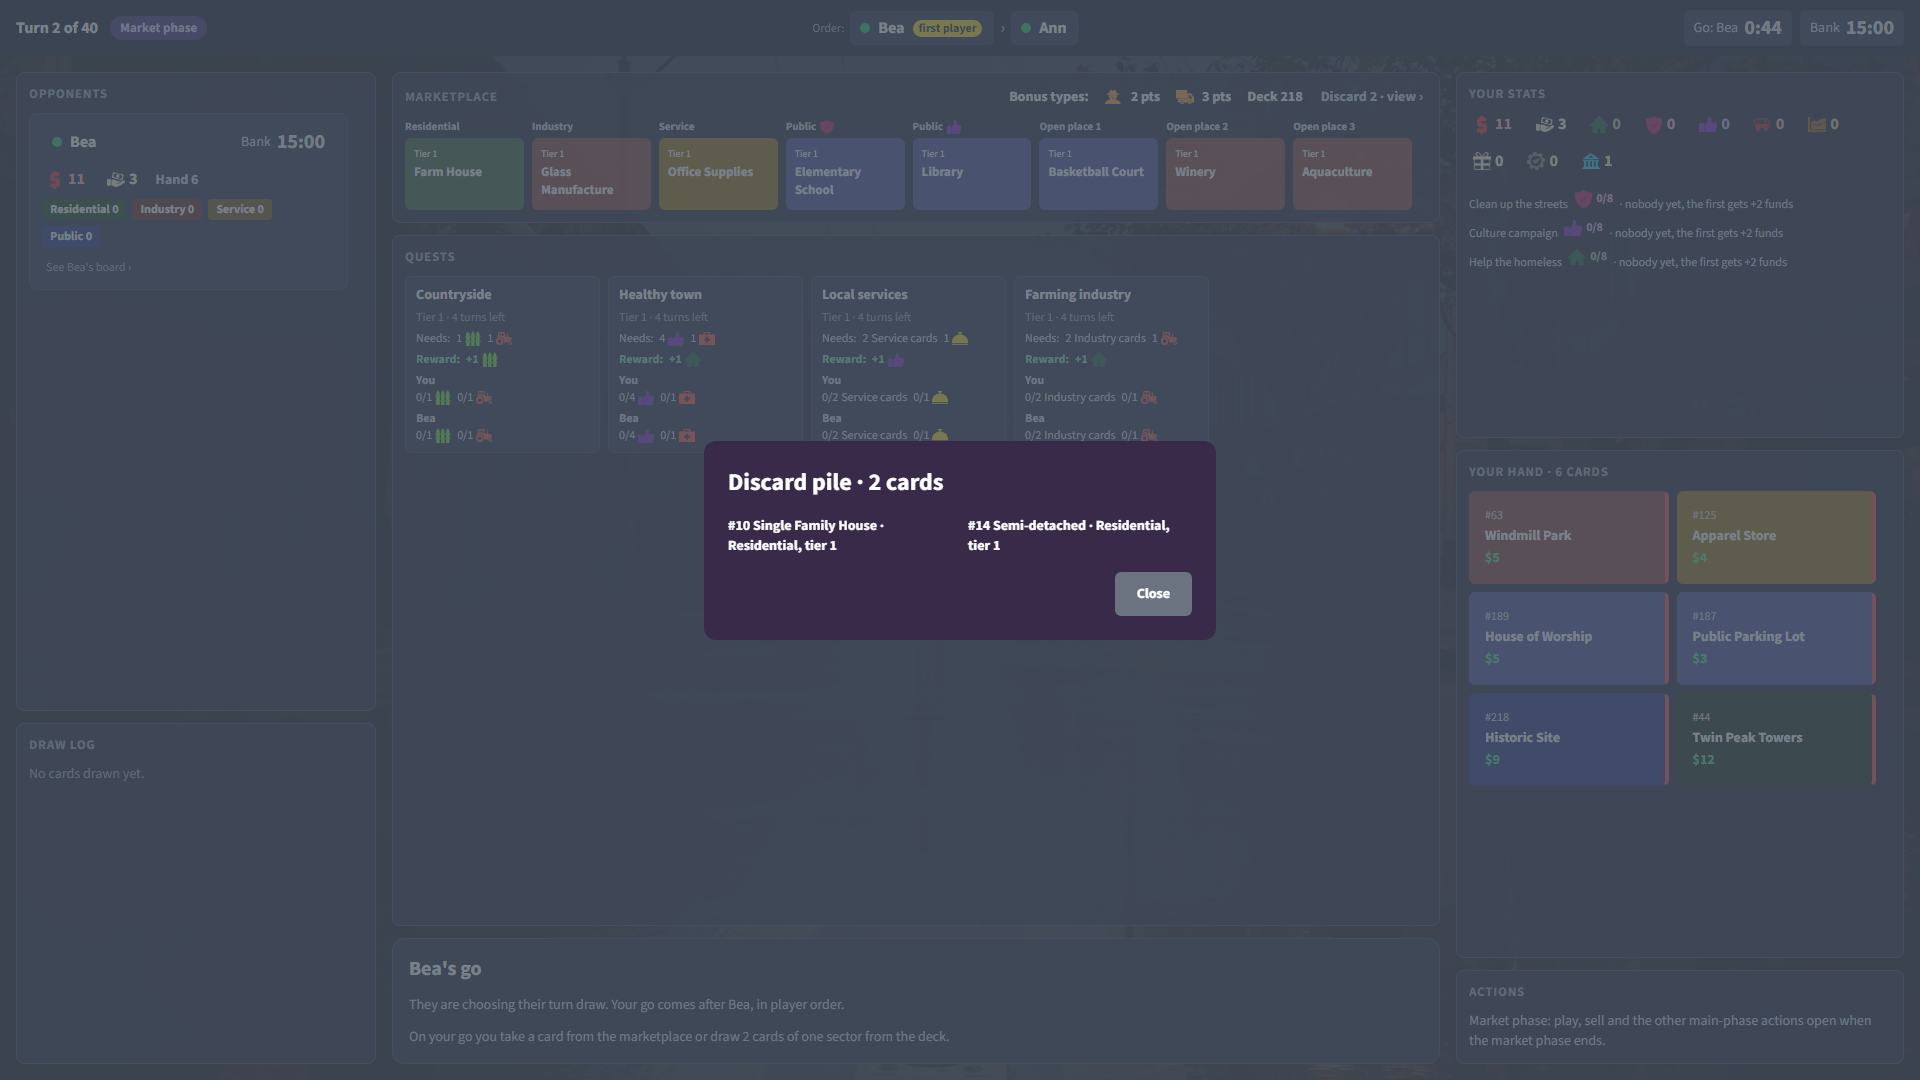 Turn 2 of 40 Market phase
Order: Bea first player › Ann
Go: Bea 0:44 Bank 15:00
OPPONENTS
Bea Bank 15:00
11 3 Hand 6
Residential 0 Industry 0 Service 0
Public 0
See Bea's board ›
DRAW LOG
No cards drawn yet.
MARKETPLACE
Bonus types: 2 pts 3 pts Deck 218 Discard 2 · view ›
Residential Industry Service Public Public Open place 1 Open place 2 Open place 3
Tier 1 Tier 1 Tier 1 Tier 1 Tier 1 Tier 1 Tier 1 Tier 1
Farm House Glass Office Supplies Elementary Library Basketball Court Winery Aquaculture
Manufacture School
QUESTS
Countryside
Tier 1 · 4 turns left
Needs: 1 1
Reward: +1
You
0/1 0/1
Bea
0/1 0/1
Healthy town
Tier 1 · 4 turns left
Needs: 4 1
Reward: +1
You
0/4 0/1
Bea
0/4 0/1
Local services
Tier 1 · 4 turns left
Needs: 2 Service cards 1
Reward: +1
You
0/2 Service cards 0/1
Bea
0/2 Service cards 0/1
Farming industry
Tier 1 · 4 turns left
Needs: 2 Industry cards 1
Reward: +1
You
0/2 Industry cards 0/1
Bea
0/2 Industry cards 0/1
Discard pile · 2 cards
#10 Single Family House ·
Residential, tier 1
#14 Semi-detached · Residential,
tier 1
Close
Bea's go
They are choosing their turn draw. Your go comes after Bea, in player order.
On your go you take a card from the marketplace or draw 2 cards of one sector from the deck.
YOUR STATS
$ 11 3 0 0 0 0 0
0 0 1
Clean up the streets 0/8 · nobody yet, the first gets +2 funds
Culture campaign 0/8 · nobody yet, the first gets +2 funds
Help the homeless 0/8 · nobody yet, the first gets +2 funds
YOUR HAND · 6 CARDS
#63
Windmill Park
$5
#125
Apparel Store
$4
#189
House of Worship
$5
#187
Public Parking Lot
$3
#218
Historic Site
$9
#44
Twin Peak Towers
$12
ACTIONS
Market phase: play, sell and the other main-phase actions open when
the market phase ends.